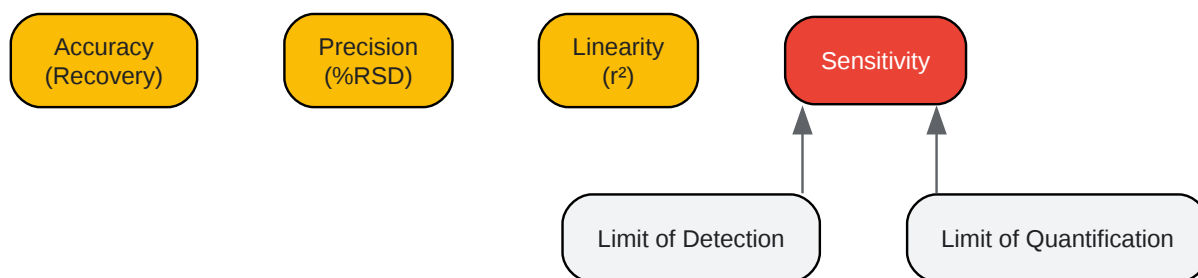 Accuracy
(Recovery)
Precision
(%RSD)
Linearity
(r²)
Sensitivity
Limit of Detection
Limit of Quantification